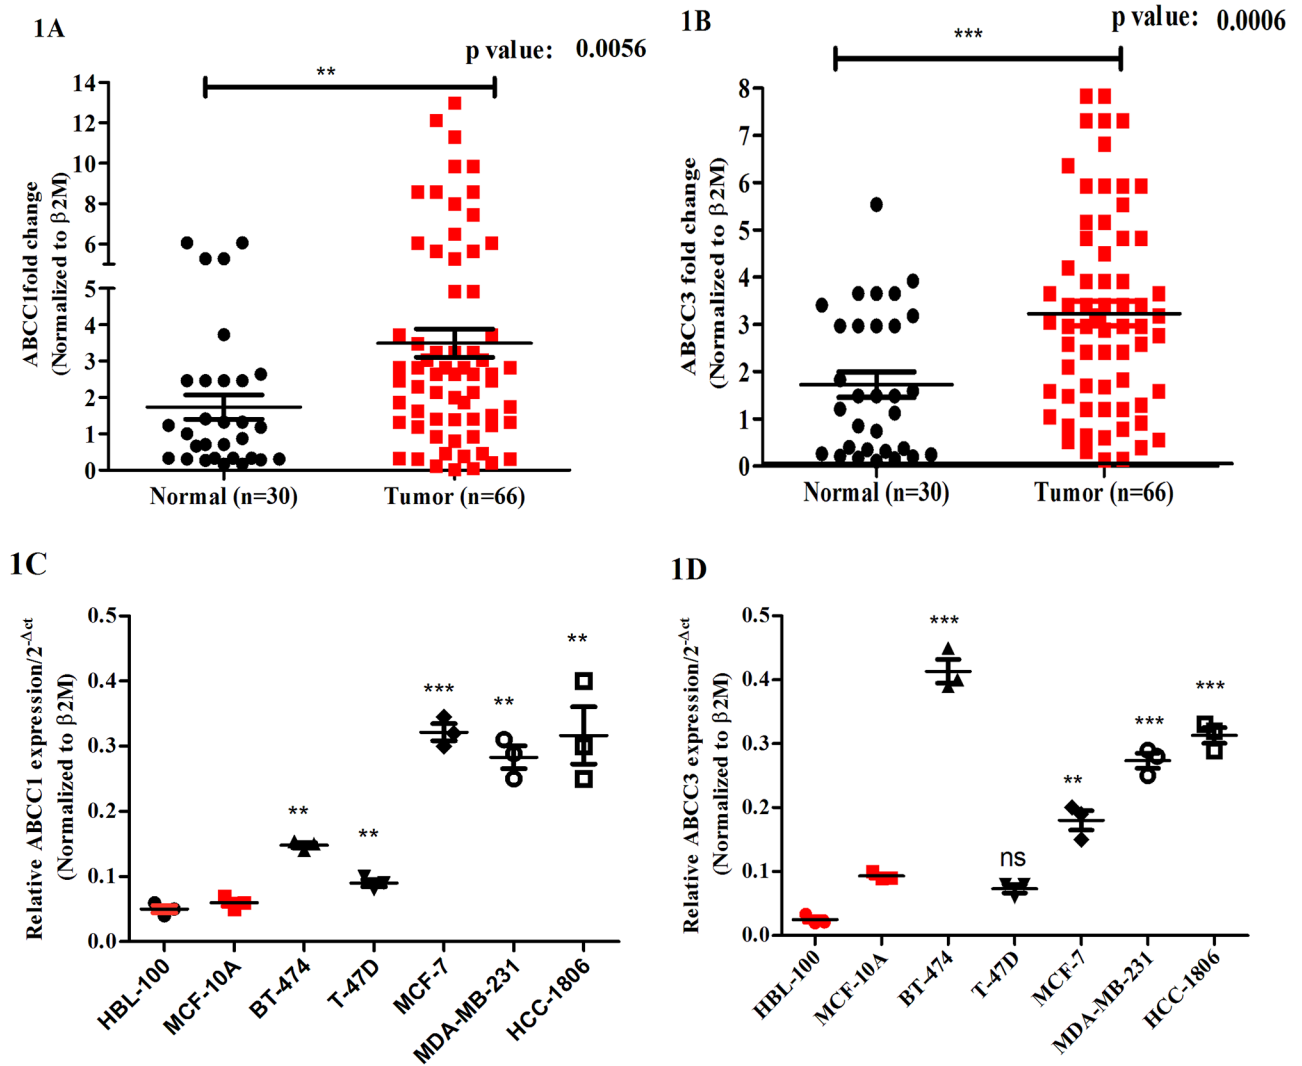 1A
p value: 0.0056
**
ABCC1fold change
(Normalized to β2M)
14
12
10
8
6
5
4
3
2
1
0
Normal (n=30)
Tumor (n=66)
1B
p value: 0.0006
***
ABCC3 fold change
(Normalized to β2M)
8
7
6
5
4
3
2
1
0
Normal (n=30)
Tumor (n=66)
1C
Relative ABCC1 expression/2-Δct
(Normalized to β2M)
0.5
0.4
0.3
0.2
0.1
0.0
**
**
***
**
**
HBL-100
MCF-10A
BT-474
T-47D
MCF-7
MDA-MB-231
HCC-1806
1D
Relative ABCC3 expression/2-Δct
(Normalized to β2M)
0.5
0.4
0.3
0.2
0.1
0.0
***
ns
**
***
***
HBL-100
MCF-10A
BT-474
T-47D
MCF-7
MDA-MB-231
HCC-1806